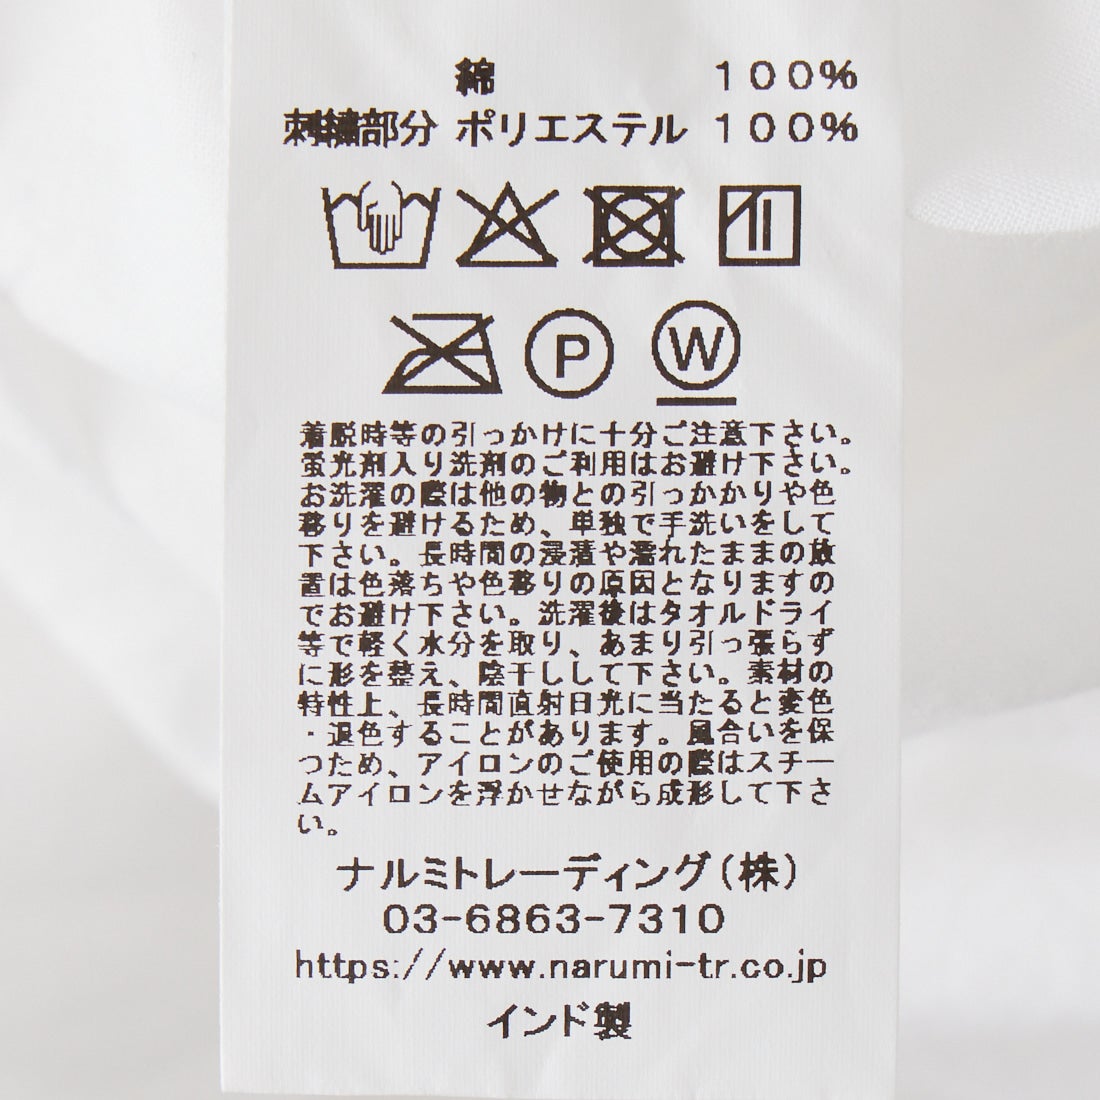 綿 100%
刺繍部分 ポリエステル 100%
P W
着脱時等の引っかけに十分ご注意下さい。
蛍光剤入り洗剤のご利用はお避け下さい。
お洗濯の際は他の物との引っかかりや色
移りを避けるため、単独で手洗いをして
下さい。長時間の浸漬や濡れたままの放
置は色落ちや色移りの原因となりますの
でお避け下さい。洗濯後はタオルドライ
等で軽く水分を取り、あまり引っ張らず
に形を整え、陰干しして下さい。素材の
特性上、長時間直射日光に当たると変色
・退色することがあります。風合いを保
つため、アイロンのご使用の際はスチー
ムアイロンを浮かせながら成形して下さ
い。
ナルミトレーディング(株)
03-6863-7310
https://www.narumi-tr.co.jp
インド製